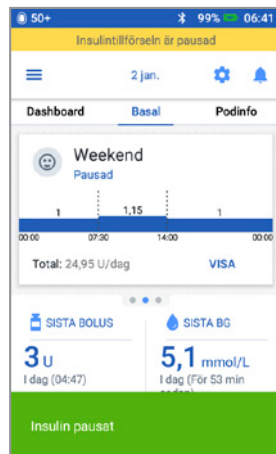 50+ 99% 06:41
Insulintillförseln är pausad
2 jan.
Dashboard Basal Podinfo
Weekend
Pausad
1 1,15 1
00:00 07:30 14:00 00:00
Total: 24,95 U/dag VISA
SISTA BOLUS SISTA BG
3 U 5,1 mmol/L
I dag (04:47) I dag (För 53 min
sedan)
Insulin pausat